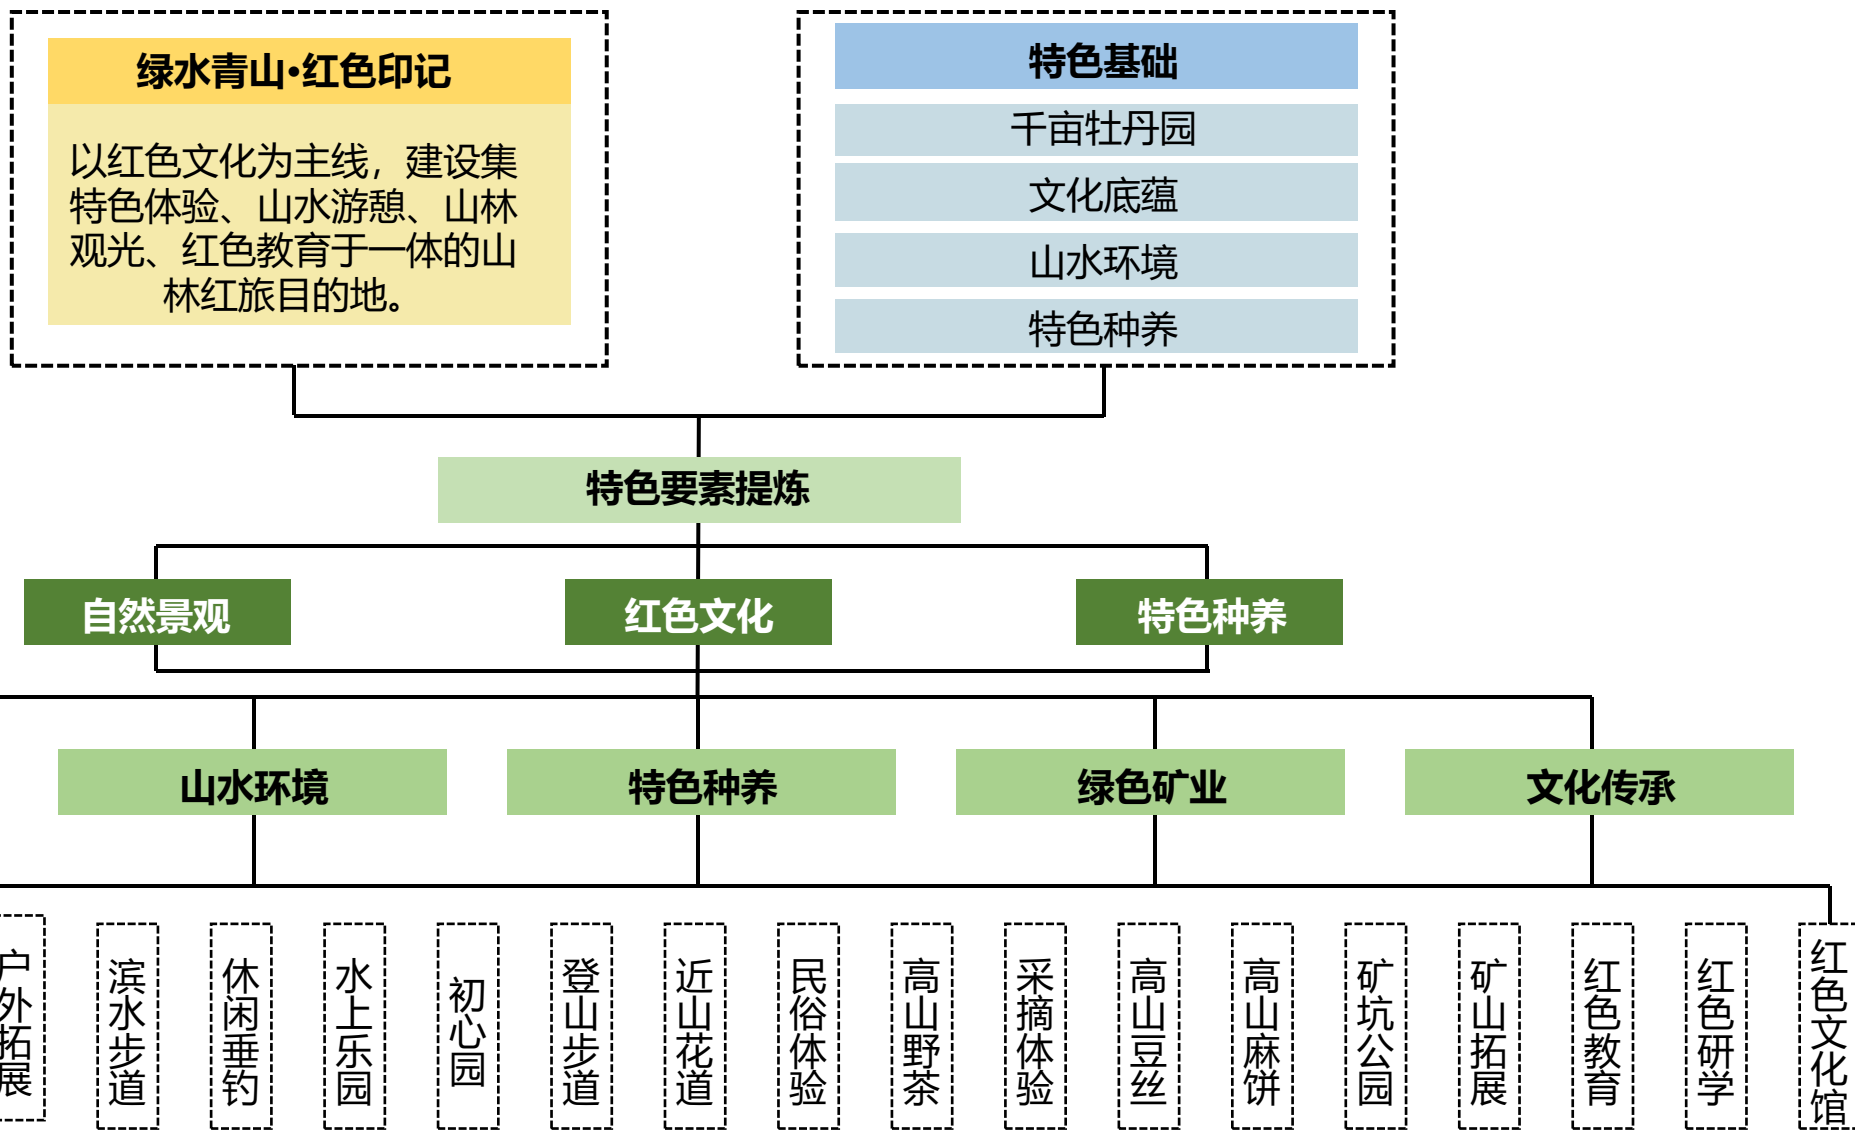 绿水青山·红色印记
以红色文化为主线，建设集
特色体验、山水游憩、山林
观光、红色教育于一体的山
林红旅目的地。
特色基础
千亩牡丹园
文化底蕴
山水环境
特色种养
特色要素提炼
自然景观
红色文化
特色种养
山水环境
特色种养
绿色矿业
文化传承
户外拓展
滨水步道
休闲垂钓
水上乐园
初心园
登山步道
近山花道
民俗体验
高山野茶
采摘体验
高山豆丝
高山麻饼
矿坑公园
矿山拓展
红色教育
红色研学
红色文化馆